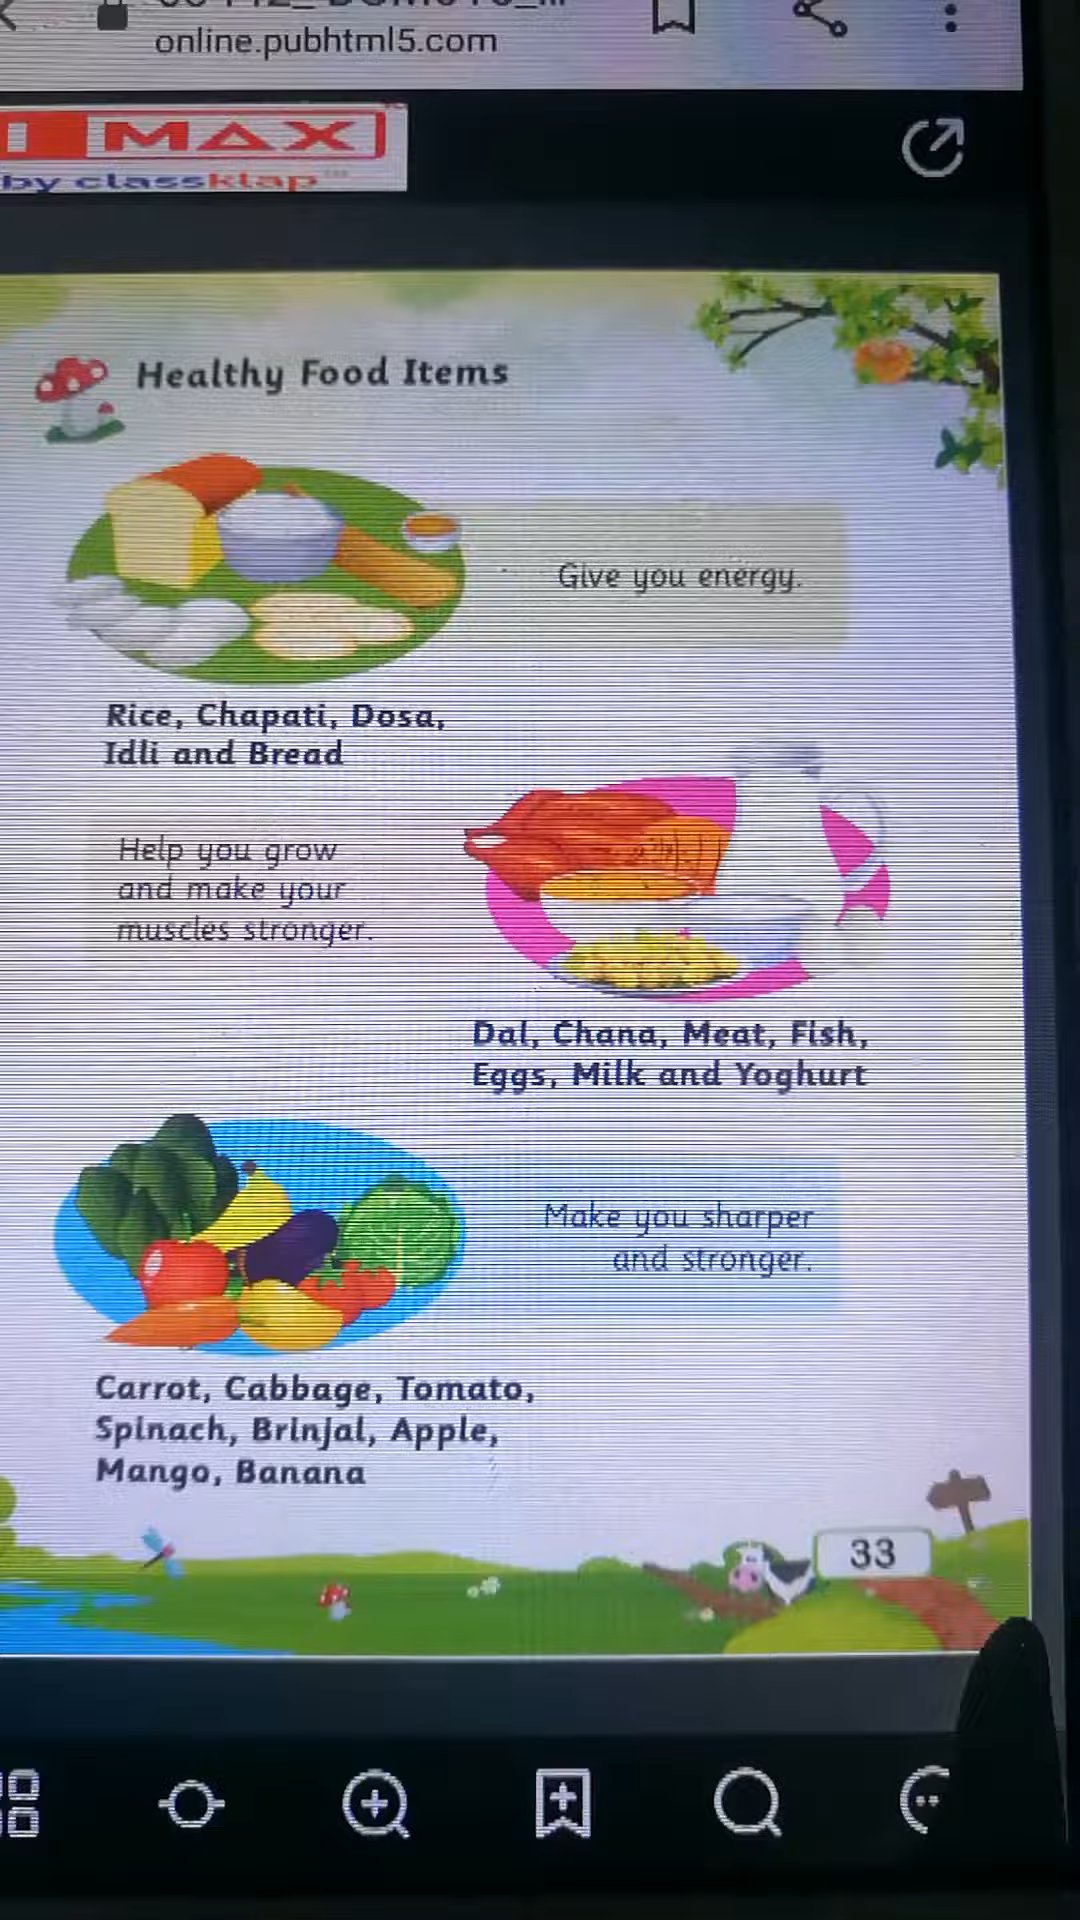 online.pubhtml5.com
MAX
by classklap
Healthy Food Items
Give you energy.
Rice, Chapati, Dosa,
Idli and Bread
Help you grow
and make your
muscles stronger.
Dal, Chana, Meat, Fish,
Eggs, Milk and Yoghurt
Make you sharper
and stronger.
Carrot, Cabbage, Tomato,
Spinach, Brinjal, Apple,
Mango, Banana
33